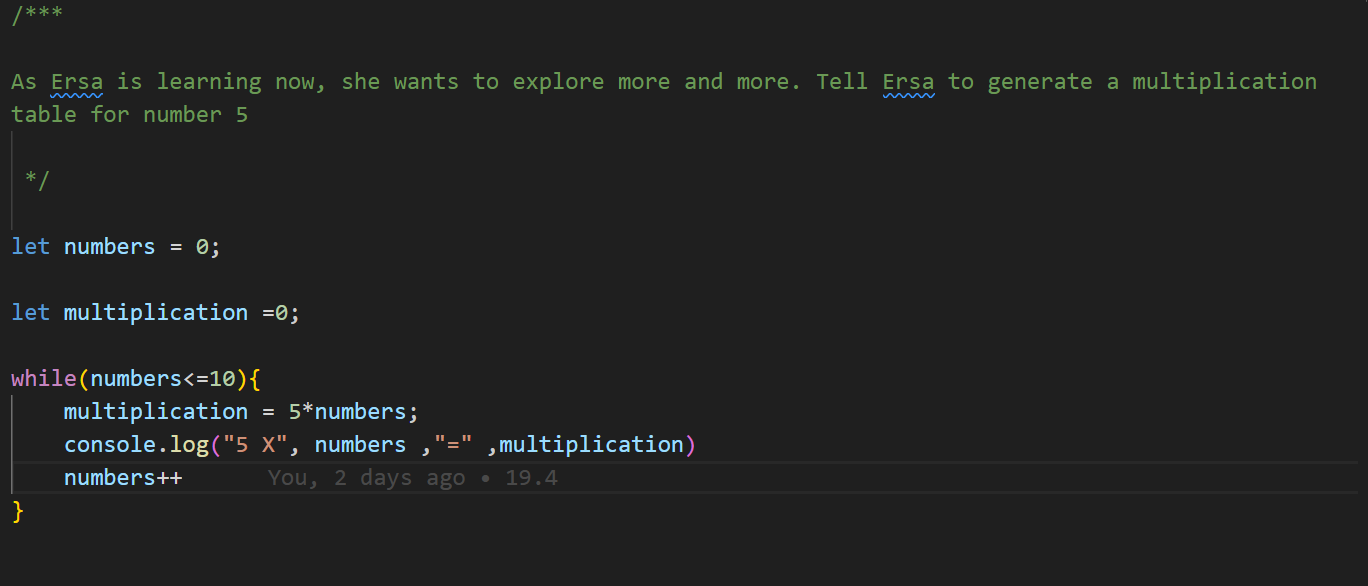 /***
As Ersa is learning now, she wants to explore more and more. Tell Ersa to generate a multiplication
table for number 5
*/
let numbers = 0;
let multiplication =0;
while(numbers<=10){
multiplication = 5*numbers;
console.log("5 X", numbers ,"=" ,multiplication)
numbers++ You, 2 days ago • 19.4
}